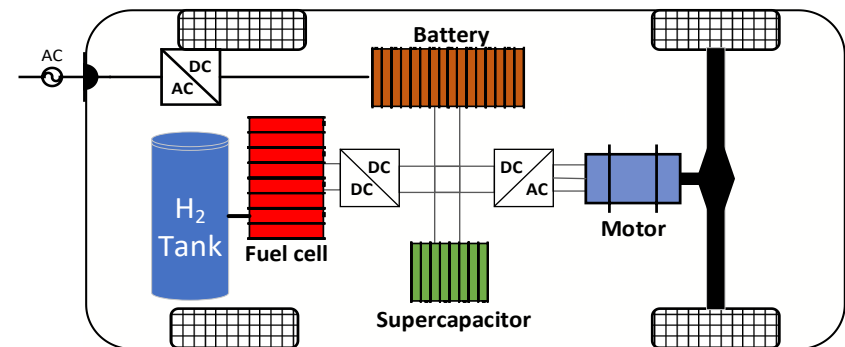 Battery
AC
DC
AC
DC
DC
DC
AC
H₂
Tank
Fuel cell
Motor
Supercapacitor